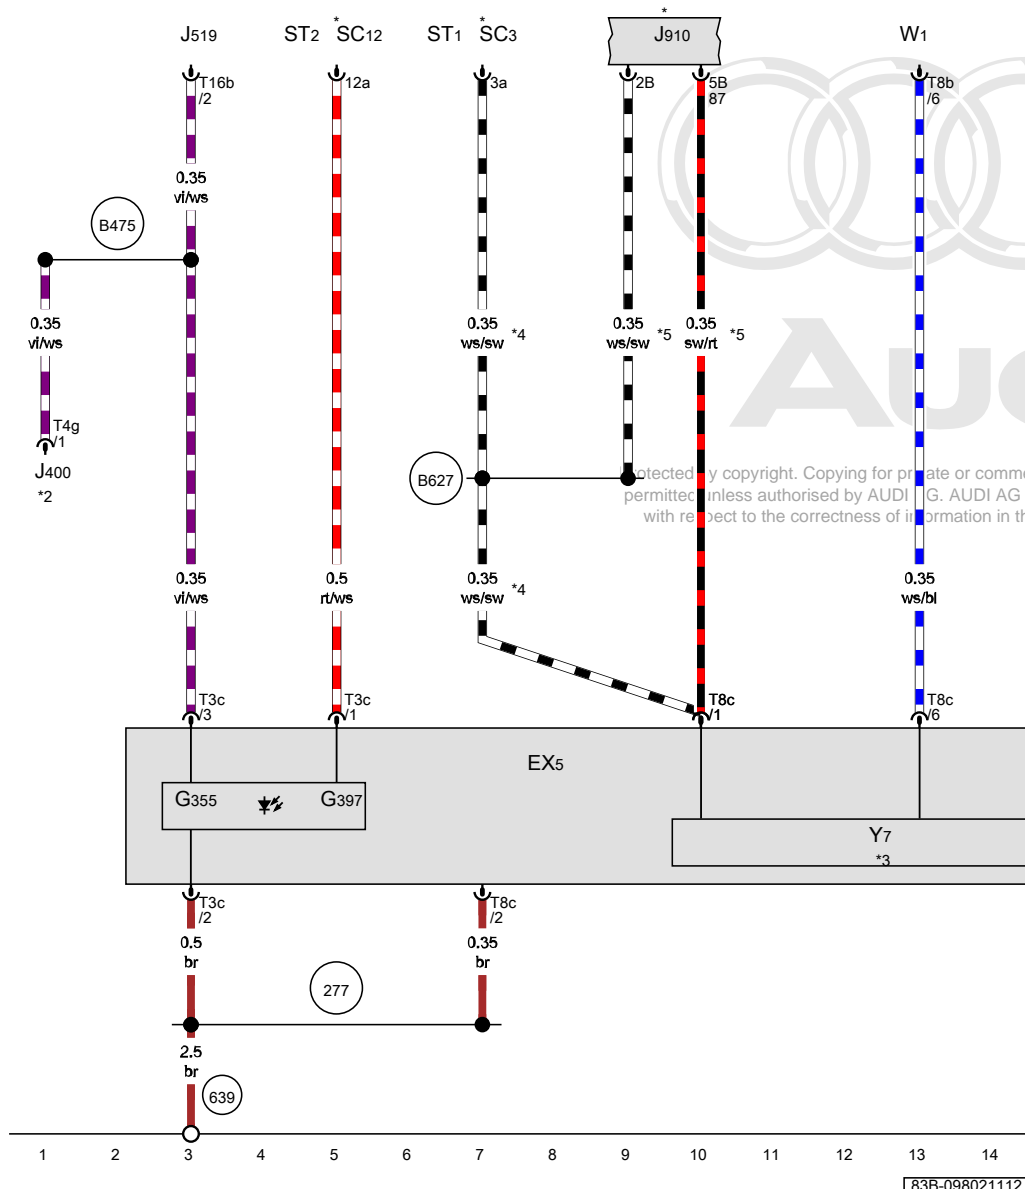 J519
ST2
*
SC12
ST1
*
SC3
*
J910
W1
T16b
/2
12a
3a
2B
5B
87
T8b
/6
0.35
vi/ws
B475
0.35
vi/ws
0.35
ws/sw
*4
0.35
ws/sw
*5
0.35
sw/rt
*5
Aud
T4g
/1
J400
*2
B627
by copyright. Copying for private or comme
permitted unless authorised by AUDI AG. AUDI AG
with respect to the correctness of information in th
0.35
vi/ws
0.5
rt/ws
0.35
ws/sw
*4
0.35
ws/bl
T3c
/3
T3c
/1
T8c
/1
T8c
/6
EX5
G355
G397
Y7
*3
T3c
/2
T8c
/2
0.5
br
0.35
br
277
2.5
br
639
1 2 3 4 5 6 7 8 9 10 11 12 13 14
83B-098021112